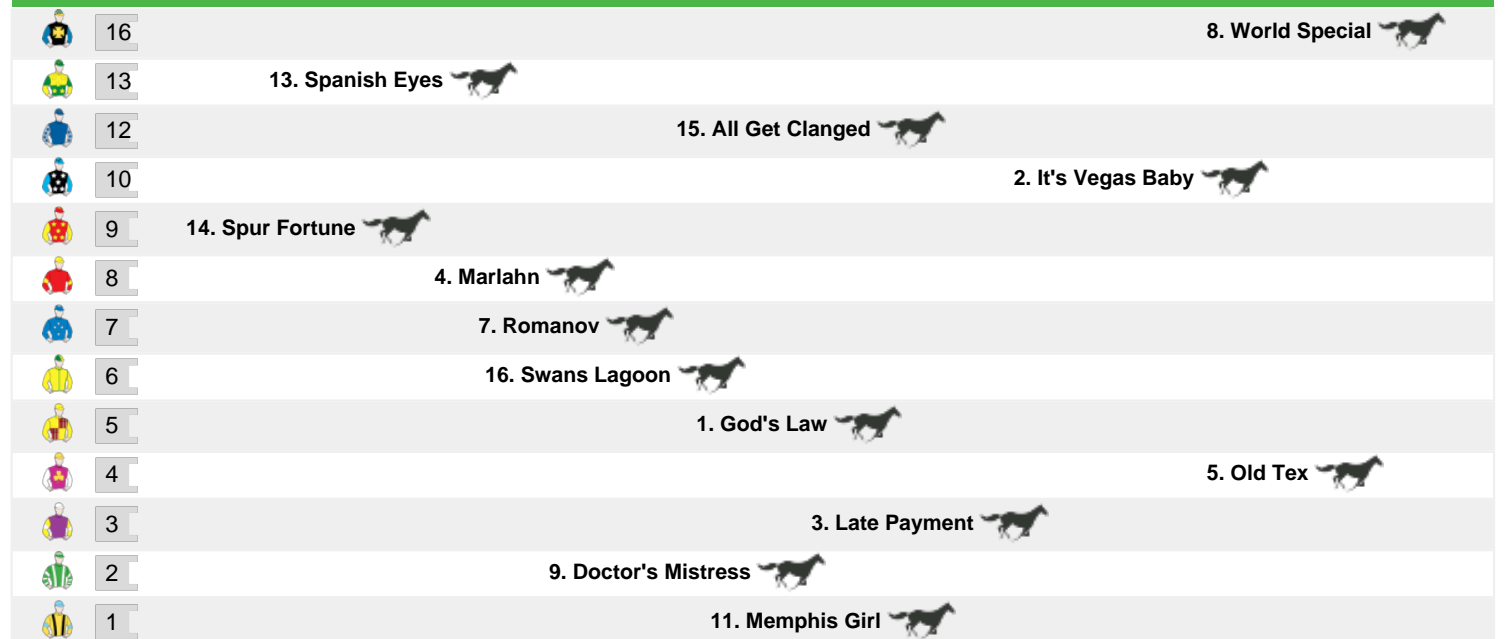 16 8. World Special
13 13. Spanish Eyes
12 15. All Get Clanged
10 2. It's Vegas Baby
9 14. Spur Fortune
8 4. Marlahn
7 7. Romanov
6 16. Swans Lagoon
5 1. God's Law
4 5. Old Tex
3 3. Late Payment
2 9. Doctor's Mistress
1 11. Memphis Girl